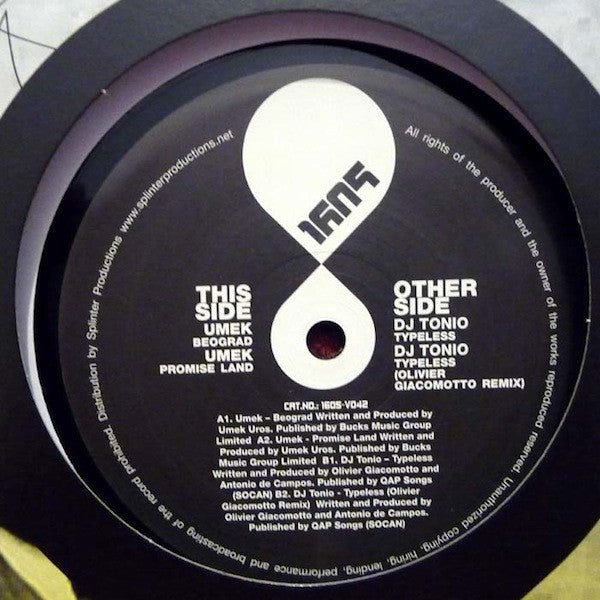 1605
THIS
SIDE
UMEK
BEOGRAD
UMEK
PROMISE LAND
OTHER
SIDE
DJ TONIO
TYPELESS
DJ TONIO
TYPELESS
(OLIVIER
GIACOMOTTO REMIX)
CAT.NO.: 1605-V042
A1. Umek – Beograd Written and Produced by
Umek Uros. Published by Bucks Music Group
Limited A2. Umek - Promise Land Written and
Produced by Umek Uros. Published by Bucks
Music Group Limited B1. DJ Tonio – Typeless
Written and Produced by Olivier Giacomotto and
Antonio de Campos. Published by QAP Songs
(SOCAN) B2. DJ Tonio - Typeless (Olivier
Giacomotto Remix) Written and Produced by
Olivier Giacomotto and Antonio de Campos.
Published by QAP Songs (SOCAN)
All rights of the producer and the owner of the works reproduced reserved. Unauthorized copying, hiring, lending, performance and broadcasting of the record prohibited. Distribution by Splinter Productions www.splinterproductions.net